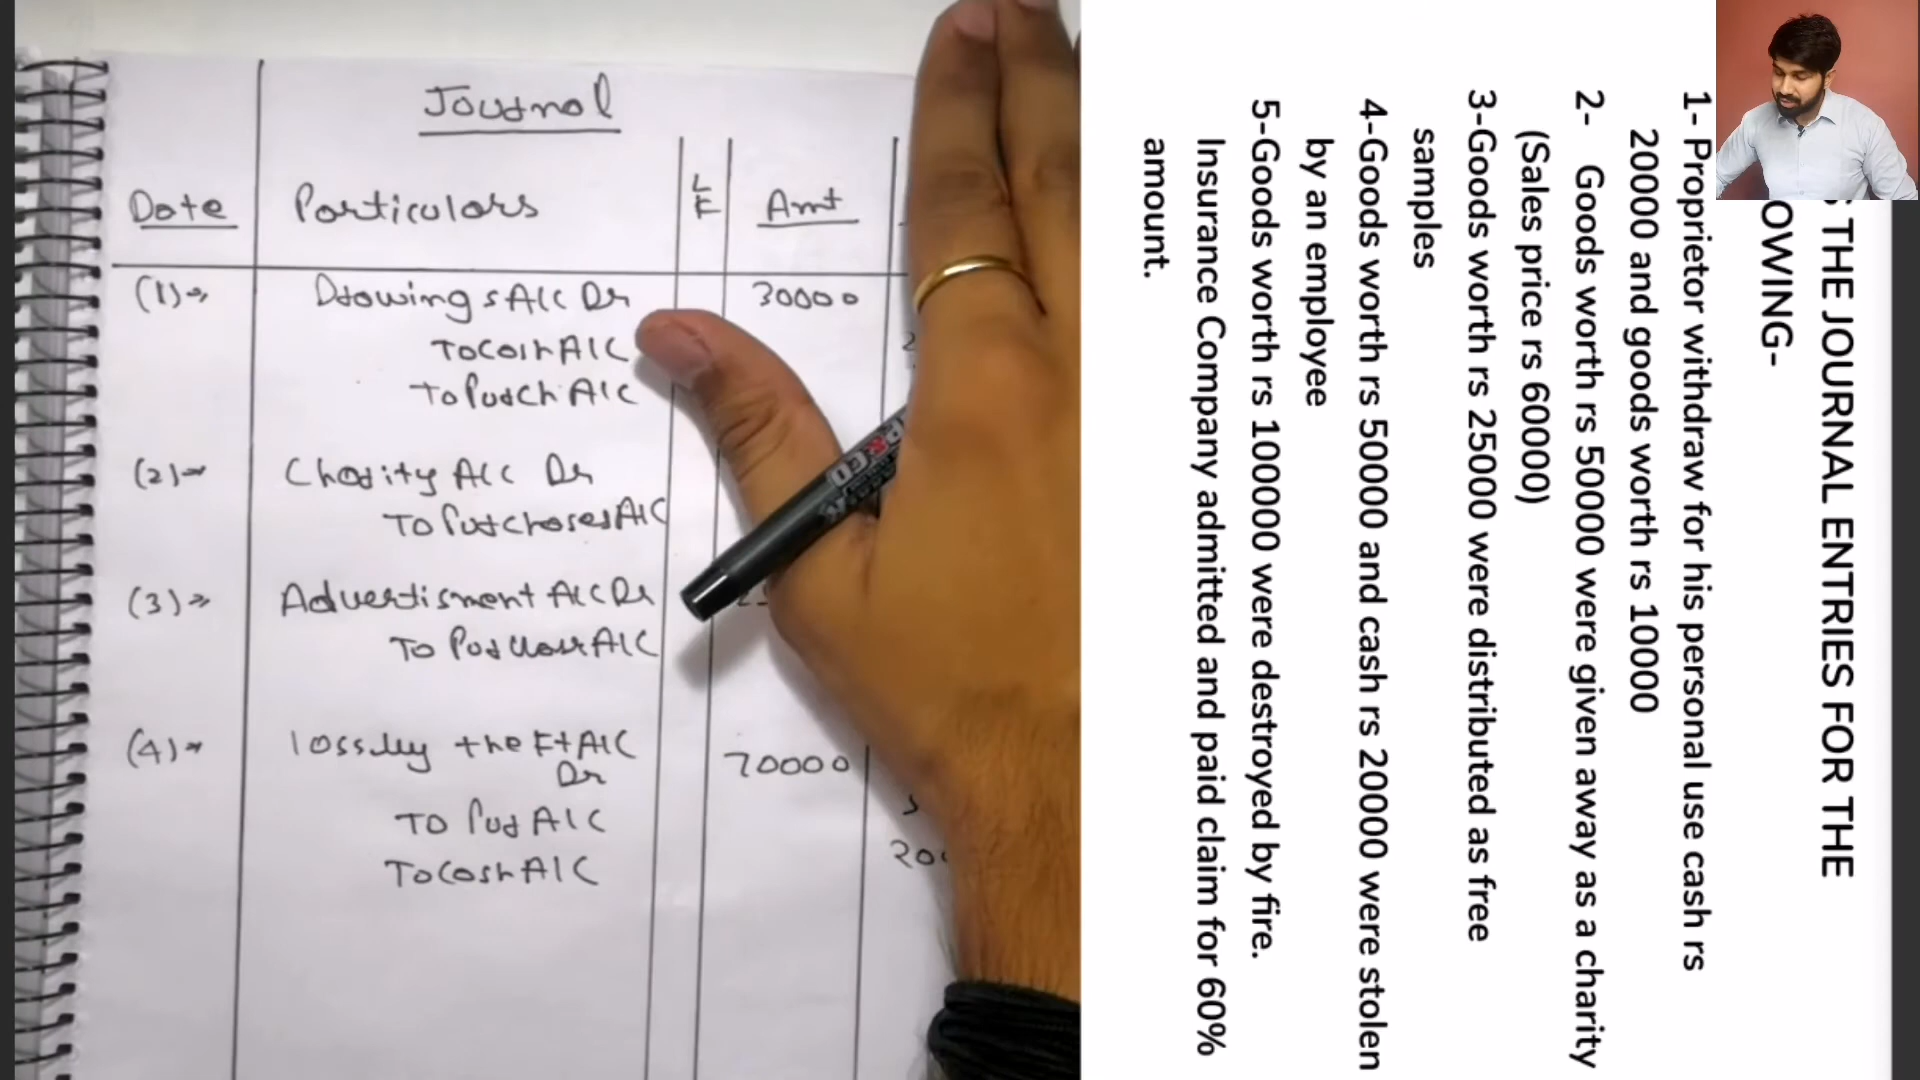 Journal
Date Particulars LF Amt
(1) Drawings A/C Dr 30000
To Cash A/C 2
To Purch A/C
(2) Charity A/C Dr
To Purchases A/C
(3) Advertisment A/C Dr
To Purchase A/C
(4) loss by the Ft A/C
Dr 70000
To Pur A/C
To Cash A/C 20
THE JOURNAL ENTRIES FOR THE
OWING-
1- Proprietor withdraw for his personal use cash rs
20000 and goods worth rs 10000
2- Goods worth rs 50000 were given away as a charity
(Sales price rs 60000)
3-Goods worth rs 25000 were distributed as free
samples
4-Goods worth rs 50000 and cash rs 20000 were stolen
by an employee
5-Goods worth rs 100000 were destroyed by fire.
Insurance Company admitted and paid claim for 60%
amount.